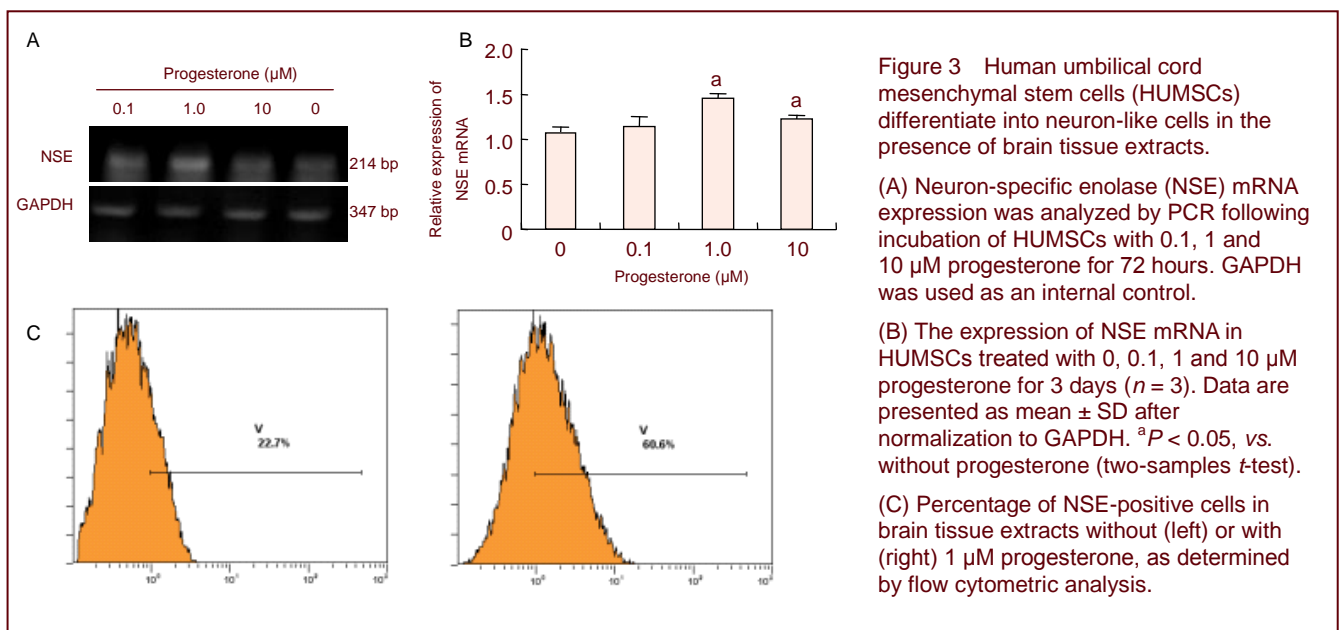 A
Progesterone (μM)
0.1 1.0 10 0
NSE
214 bp
GAPDH
347 bp
B
Relative expression of
NSE mRNA
2.0
1.5
1.0
0.5
0
a
a
0 0.1 1.0 10
Progesterone (μM)
C
V
22.7%
10⁰ 10¹ 10² 10³
V
60.6%
10⁰ 10¹ 10² 10³
Figure 3 Human umbilical cord
mesenchymal stem cells (HUMSCs)
differentiate into neuron-like cells in the
presence of brain tissue extracts.
(A) Neuron-specific enolase (NSE) mRNA
expression was analyzed by PCR following
incubation of HUMSCs with 0.1, 1 and
10 μM progesterone for 72 hours. GAPDH
was used as an internal control.
(B) The expression of NSE mRNA in
HUMSCs treated with 0, 0.1, 1 and 10 μM
progesterone for 3 days (n = 3). Data are
presented as mean ± SD after
normalization to GAPDH. ᵃP < 0.05, vs.
without progesterone (two-samples t-test).
(C) Percentage of NSE-positive cells in
brain tissue extracts without (left) or with
(right) 1 μM progesterone, as determined
by flow cytometric analysis.